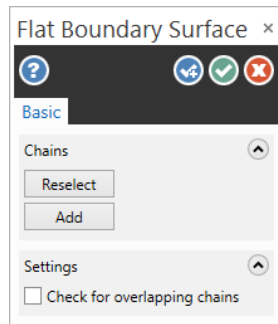 Flat Boundary Surface ×
?
Basic
Chains
Reselect
Add
Settings
Check for overlapping chains